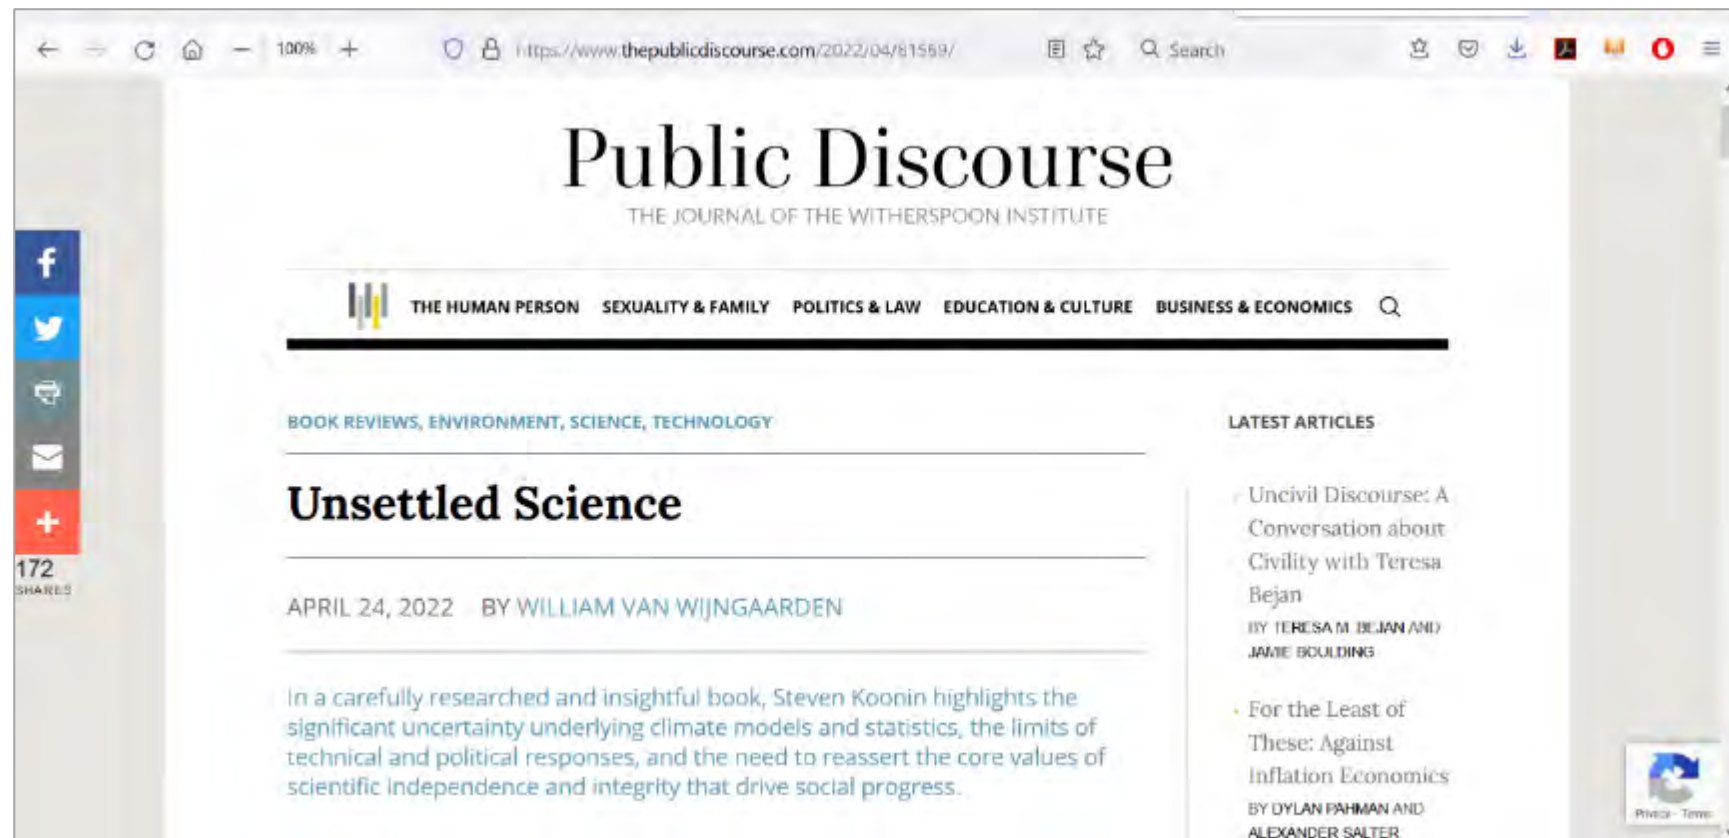 100%
https://www.thepublicdiscourse.com/2022/04/81569/
Search
Public Discourse
THE JOURNAL OF THE WITHERSPOON INSTITUTE
THE HUMAN PERSON SEXUALITY & FAMILY POLITICS & LAW EDUCATION & CULTURE BUSINESS & ECONOMICS
f
172
SHARES
BOOK REVIEWS, ENVIRONMENT, SCIENCE, TECHNOLOGY
Unsettled Science
APRIL 24, 2022 BY WILLIAM VAN WIJNGAARDEN
In a carefully researched and insightful book, Steven Koonin highlights the
significant uncertainty underlying climate models and statistics, the limits of
technical and political responses, and the need to reassert the core values of
scientific independence and integrity that drive social progress.
LATEST ARTICLES
Uncivil Discourse: A
Conversation about
Civility with Teresa
Bejan
BY TERESA M. BEJAN AND
JAMIE BOULDING
For the Least of
These: Against
Inflation Economics
BY DYLAN PAHMAN AND
ALEXANDER SALTER
Privacy - Terms